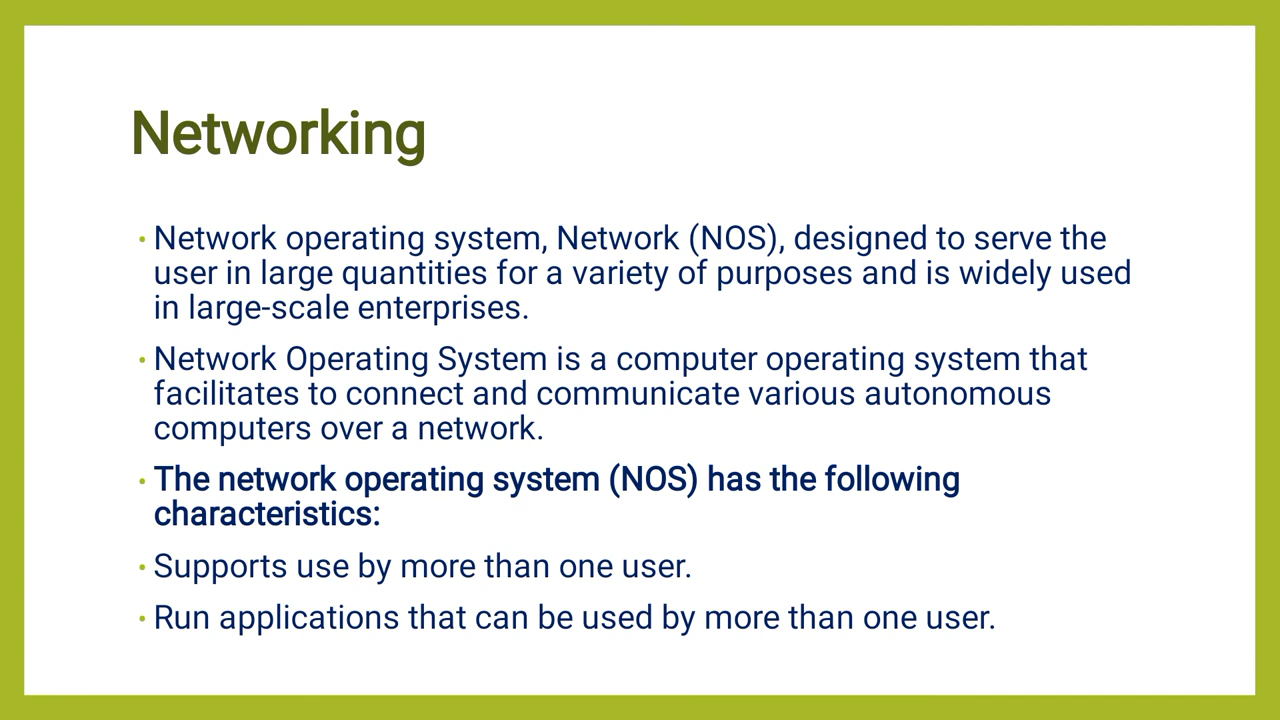 Networking
• Network operating system, Network (NOS), designed to serve the
user in large quantities for a variety of purposes and is widely used
in large-scale enterprises.
• Network Operating System is a computer operating system that
facilitates to connect and communicate various autonomous
computers over a network.
• The network operating system (NOS) has the following
characteristics:
• Supports use by more than one user.
• Run applications that can be used by more than one user.